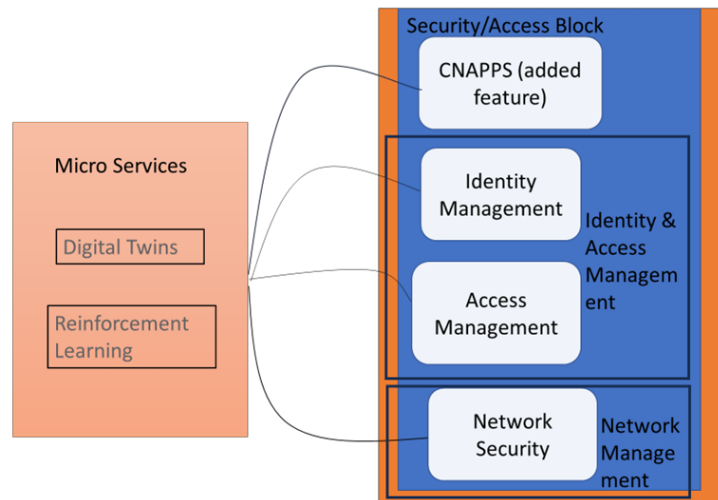 Security/Access Block
CNAPPS (added
feature)
Micro Services
Digital Twins
Reinforcement
Learning
Identity
Management
Identity &
Access
Managem
ent
Access
Management
Network
Security
Network
Manage
ment